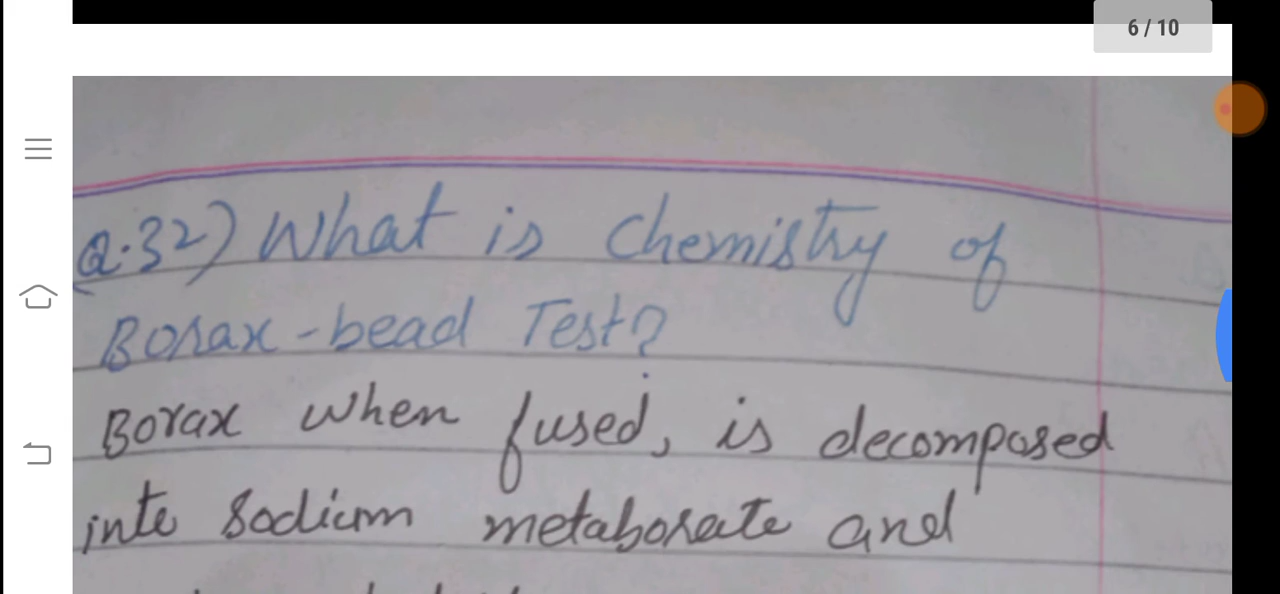 6 / 10
Q.32) What is Chemistry of
Borax-bead Test?
Borax when fused, is decomposed
into Sodium metaborate and